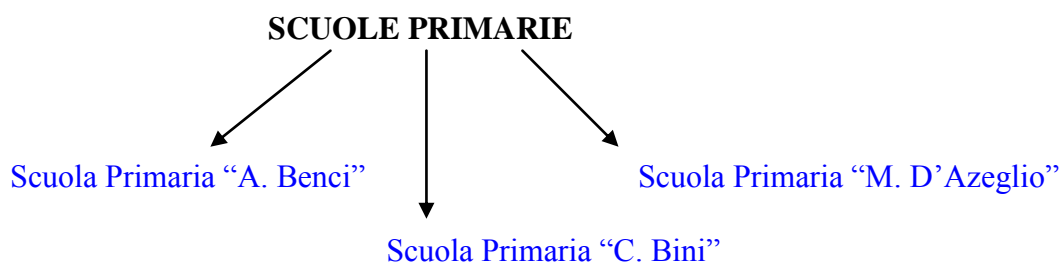 SCUOLE PRIMARIE
Scuola Primaria “A. Benci”
Scuola Primaria “M. D’Azeglio”
Scuola Primaria “C. Bini”